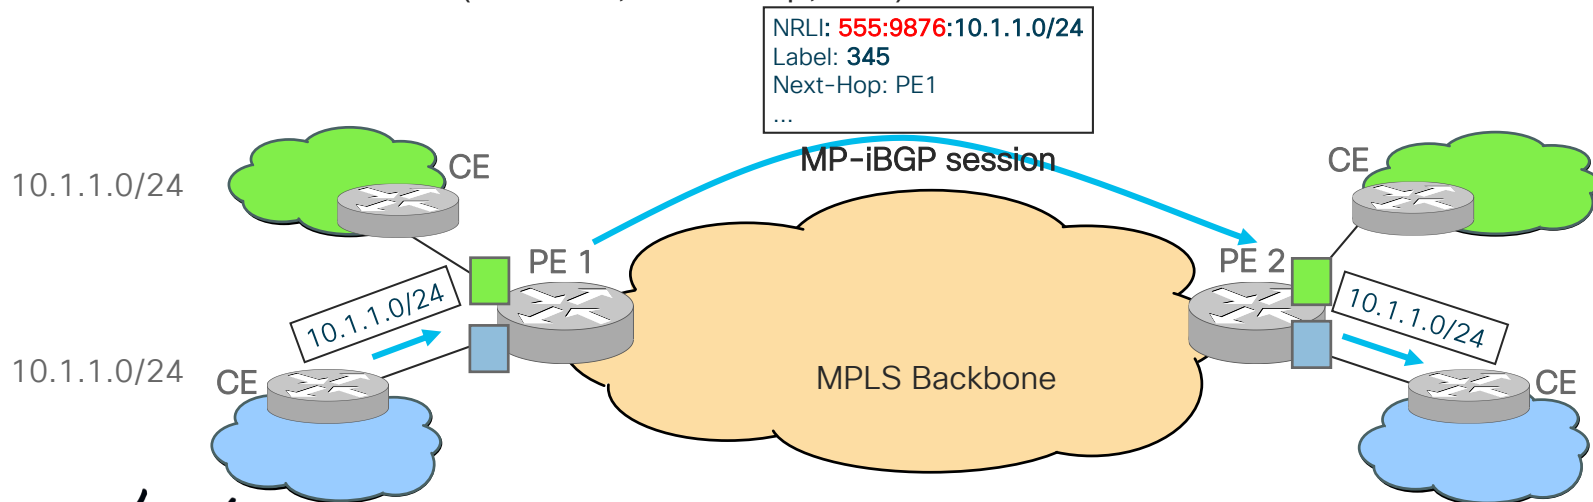 NRLI: 555:9876:10.1.1.0/24
Label: 345
Next-Hop: PE1
...
MP-iBGP session
CE
CE
10.1.1.0/24
PE 1
PE 2
10.1.1.0/24
10.1.1.0/24
10.1.1.0/24
CE
MPLS Backbone
CE